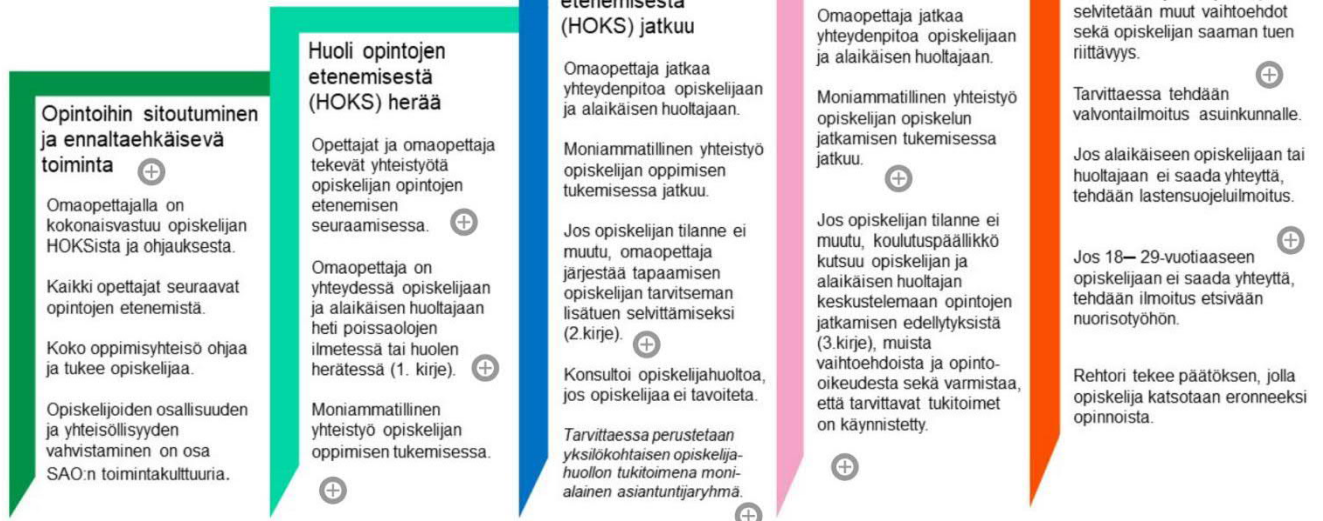 Opintoihin sitoutuminen
ja ennaltaehkäisevä
toiminta
Omaopettajalla on
kokonaisvastuu opiskelijan
HOKSista ja ohjauksesta.
Kaikki opettajat seuraavat
opintojen etenemistä.
Koko oppimisyhteisö ohjaa
ja tukee opiskelijaa.
Opiskelijoiden osallisuuden
ja yhteisöllisyyden
vahvistaminen on osa
SAO:n toimintakulttuuria.
Huoli opintojen
etenemisestä
(HOKS) herää
Opettajat ja omaopettaja
tekevät yhteistyötä
opiskelijan opintojen
etenemisen
seuraamisessa.
Omaopettaja on
yhteydessä opiskelijaan
ja alaikäisen huoltajaan
heti poissaolojen
ilmetessä tai huolen
herätessä (1. kirje).
Moniammatillinen
yhteistyö opiskelijan
oppimisen tukemisessa.
etenemisestä
(HOKS) jatkuu
Omaopettaja jatkaa
yhteydenpitoa opiskelijaan
ja alaikäisen huoltajaan.
Moniammatillinen yhteistyö
opiskelijan oppimisen
tukemisessa jatkuu.
Jos opiskelijan tilanne ei
muutu, omaopettaja
järjestää tapaamisen
opiskelijan tarvitseman
lisätuen selvittämiseksi
(2.kirje).
Konsultoi opiskelijahuoltoa,
jos opiskelijaa ei tavoiteta.
Tarvittaessa perustetaan
yksilökohtaisen opiskelija-
huollon tukitoimena moni-
alainen asiantuntijaryhmä.
Omaopettaja jatkaa
yhteydenpitoa opiskelijaan
ja alaikäisen huoltajaan.
Moniammatillinen yhteistyö
opiskelijan opiskelun
jatkamisen tukemisessa
jatkuu.
Jos opiskelijan tilanne ei
muutu, koulutuspäällikkö
kutsuu opiskelijan ja
alaikäisen huoltajan
keskustelemaan opintojen
jatkamisen edellytyksistä
(3.kirje), muista
vaihtoehdoista ja opinto-
oikeudesta sekä varmistaa,
että tarvittavat tukitoimet
on käynnistetty.
selvitetään muut vaihtoehdot
sekä opiskelijan saaman tuen
riittävyys.
Tarvittaessa tehdään
valvontailmoitus asuinkunnalle.
Jos alaikäiseen opiskelijaan tai
huoltajaan ei saada yhteyttä,
tehdään lastensuojeluilmoitus.
Jos 18– 29-vuotiaaseen
opiskelijaan ei saada yhteyttä,
tehdään ilmoitus etsivään
nuorisotyöhön.
Rehtori tekee päätöksen, jolla
opiskelija katsotaan eronneeksi
opinnoista.